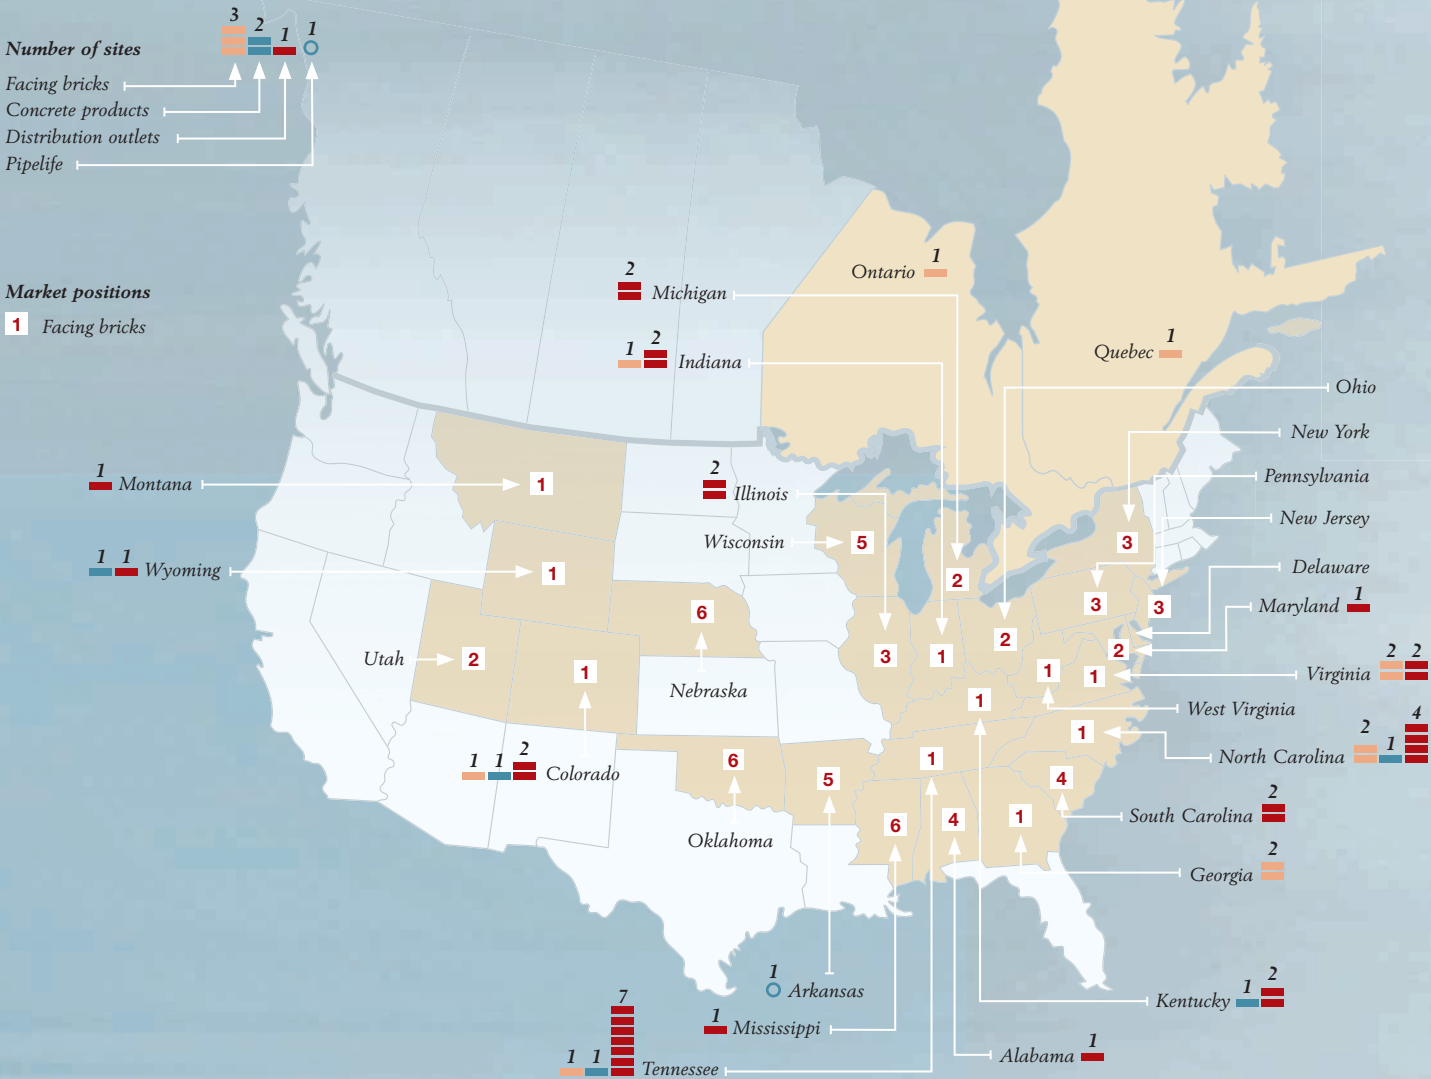 3 2 1 1
Number of sites
Facing bricks
Concrete products
Distribution outlets
Pipelife
Market positions
1 Facing bricks
Ontario 1
2
Michigan
1 2
Indiana
Quebec 1
Ohio
New York
Pennsylvania
New Jersey
Delaware
Maryland 1
Virginia 2 2
West Virginia
North Carolina 2 1 4
South Carolina 2
Georgia 2
Kentucky 1 2
Alabama 1
1
Montana
1 1
Wyoming
2
Illinois
Wisconsin
Utah
Nebraska
1 1 2
Colorado
Oklahoma
1
Arkansas
1
Mississippi
1 1 7
Tennessee
1
5
3
1
2
6
3
3
2
2
3
1
2
1
1
2
1
1
1
1
6
1
5
4
6
4
1